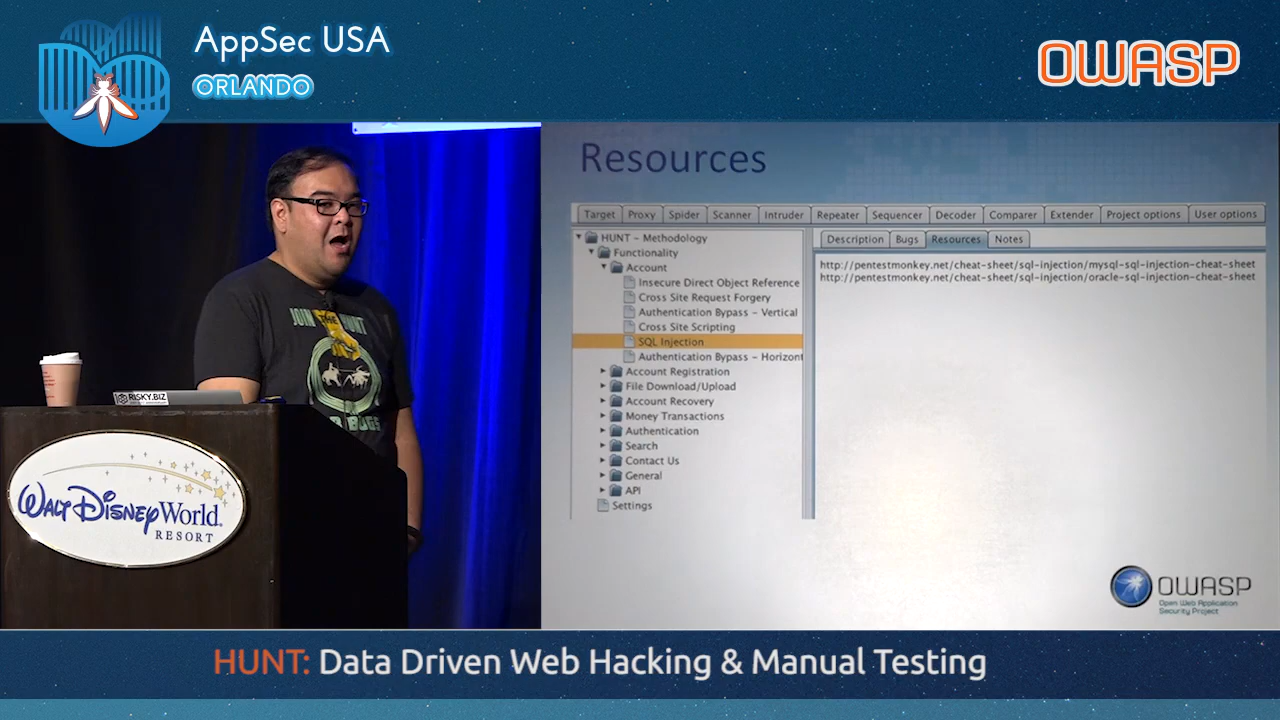 AppSec USA
ORLANDO
OWASP
Resources
Target Proxy Spider Scanner Intruder Repeater Sequencer Decoder Comparer Extender Project options User options
HUNT - Methodology
Functionality
Account
Insecure Direct Object Reference
Cross Site Request Forgery
Authentication Bypass - Vertical
Cross Site Scripting
SQL Injection
Authentication Bypass - Horizont
Account Registration
File Download/Upload
Account Recovery
Money Transactions
Authentication
Search
Contact Us
General
API
Settings
Description Bugs Resources Notes
http://pentestmonkey.net/cheat-sheet/sql-injection/mysql-sql-injection-cheat-sheet
http://pentestmonkey.net/cheat-sheet/sql-injection/oracle-sql-injection-cheat-sheet
JOIN THE HUNT
BUGS
RISKY.BIZ
WALT DISNEY World
RESORT
OWASP
Open Web Application
Security Project
HUNT: Data Driven Web Hacking & Manual Testing